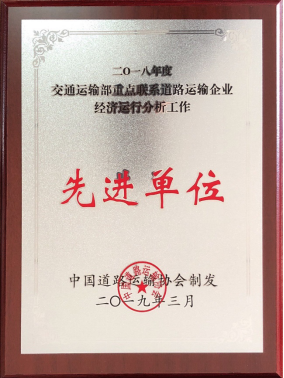 二〇一八年度
交通运输部重点联系道路运输企业
经济运行分析工作
先进单位
中国道路运输协会制发
二〇一九年三月